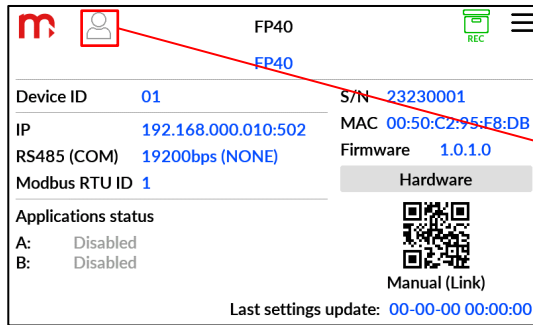 m
FP40
REC
FP40
Device ID 01
S/N 23230001
IP 192.168.000.010:502
MAC 00:50:C2:95:F8:DB
RS485 (COM) 19200bps (NONE)
Firmware 1.0.1.0
Modbus RTU ID 1
Hardware
Applications status
A: Disabled
B: Disabled
Manual (Link)
Last settings update: 00-00-00 00:00:00